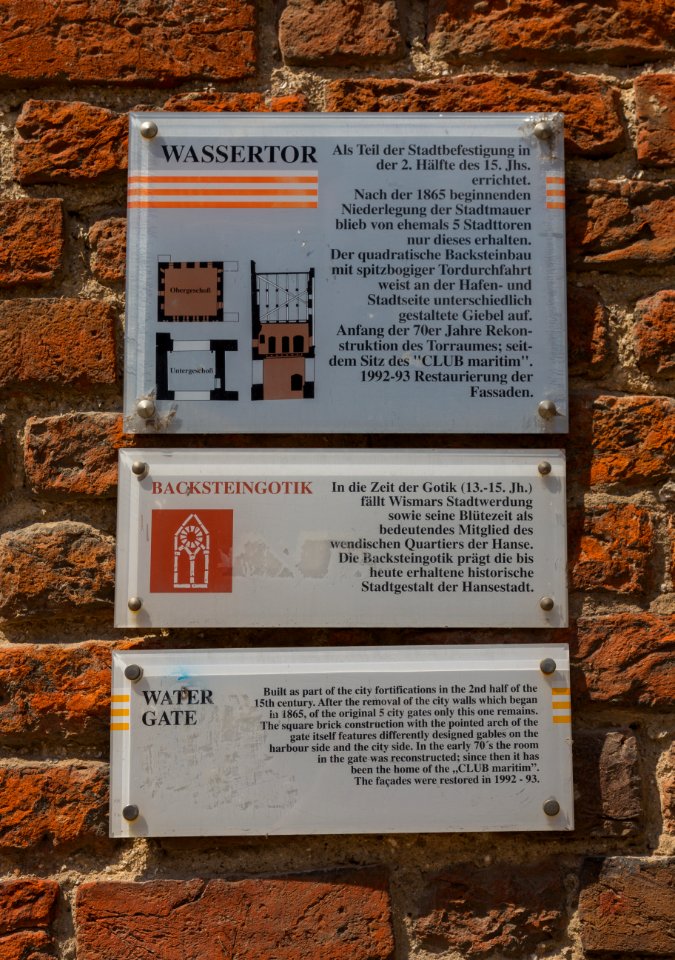 WASSERTOR
Als Teil der Stadtbefestigung in
der 2. Hälfte des 15. Jhs.
errichtet.
Nach der 1865 beginnenden
Niederlegung der Stadtmauer
blieb von ehemals 5 Stadttoren
nur dieses erhalten.
Der quadratische Backsteinbau
mit spitzbogiger Tordurchfahrt
weist an der Hafen- und
Stadtseite unterschiedlich
gestaltete Giebel auf.
Anfang der 70er Jahre Rekon-
struktion des Torraumes; seit-
dem Sitz des "CLUB maritim".
1992-93 Restaurierung der
Fassaden.
Obergeschoß
Untergeschoß
BACKSTEINGOTIK
In die Zeit der Gotik (13.-15. Jh.)
fällt Wismars Stadtwerdung
sowie seine Blütezeit als
bedeutendes Mitglied des
wendischen Quartiers der Hanse.
Die Backsteingotik prägt die bis
heute erhaltene historische
Stadtgestalt der Hansestadt.
WATER
GATE
Built as part of the city fortifications in the 2nd half of the
15th century. After the removal of the city walls which began
in 1865, of the original 5 city gates only this one remains.
The square brick construction with the pointed arch of the
gate itself features differently designed gables on the
harbour side and the city side. In the early 70´s the room
in the gate was reconstructed; since then it has
been the home of the „CLUB maritim”.
The façades were restored in 1992 - 93.